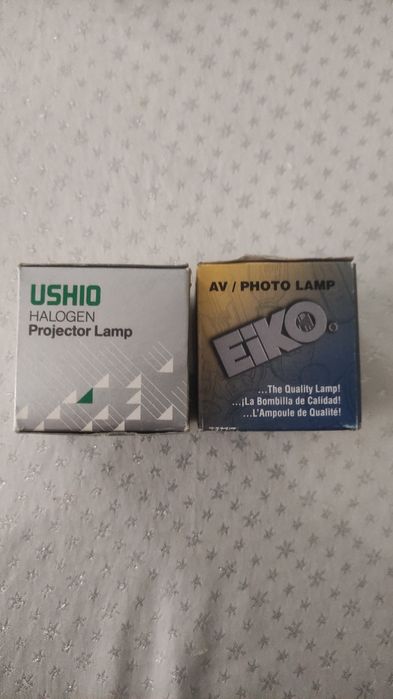 USHIO
HALOGEN
Projector Lamp
AV / PHOTO LAMP
EiKO
...The Quality Lamp!
...¡La Bombilla de Calidad!
...L'Ampoule de Qualité!